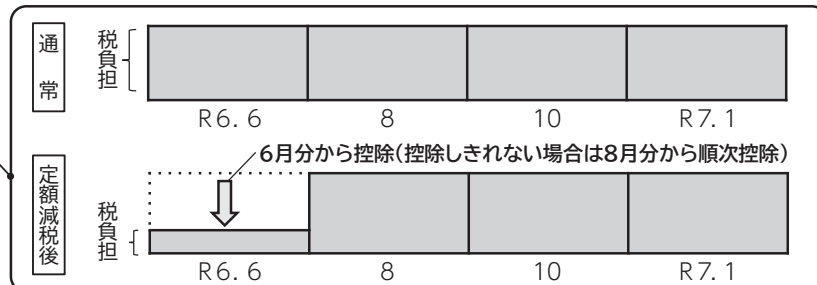 通常
税負担
R6.6 8 10 R7.1
6月分から控除(控除しきれない場合は8月分から順次控除)
定額減税後
税負担
R6.6 8 10 R7.1